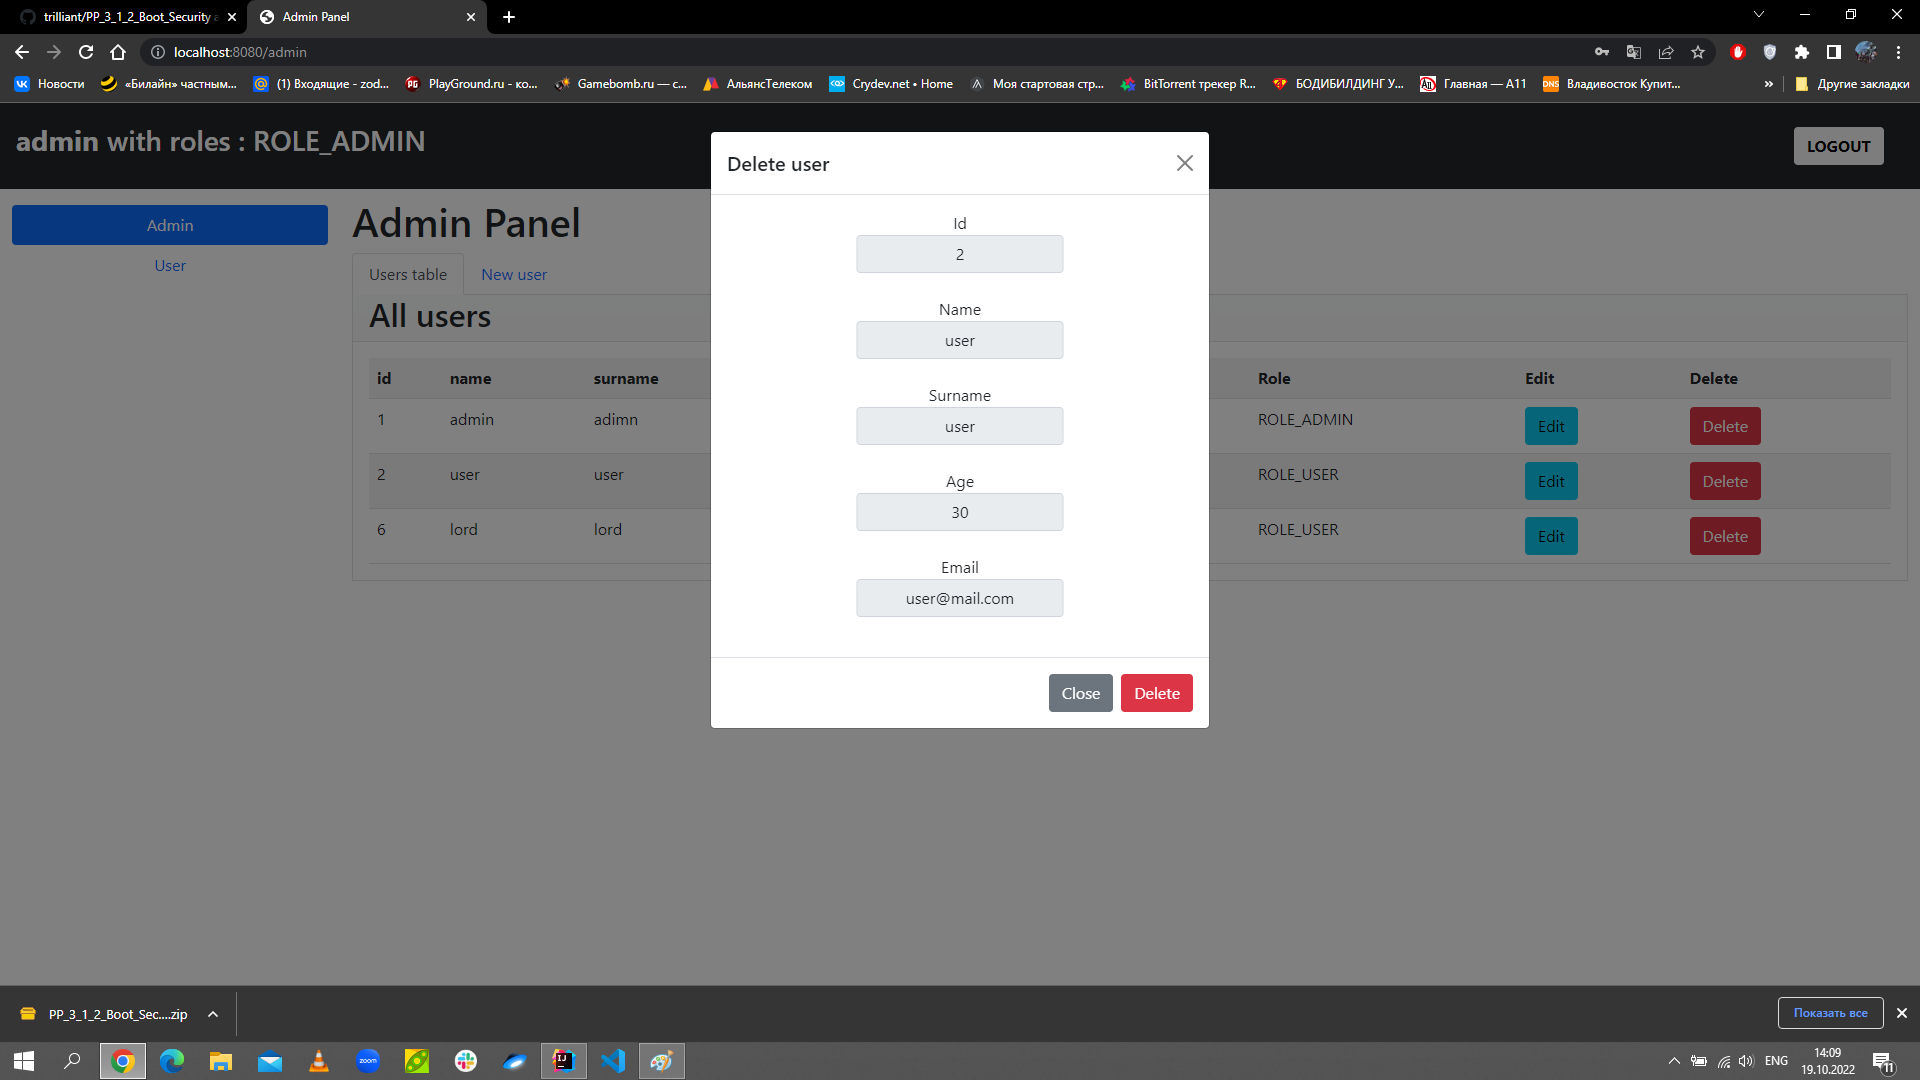 trilliant/PP_3_1_2_Boot_Security a
Admin Panel
localhost:8080/admin
Новости
«Билайн» частным...
(1) Входящие - zod...
PlayGround.ru - ко...
Gamebomb.ru — с...
АльянсТелеком
Crydev.net • Home
Моя стартовая стр...
BitTorrent трекер R...
БОДИБИЛДИНГ У...
Главная — А11
Владивосток Купит...
»
Другие закладки
admin with roles : ROLE_ADMIN
LOGOUT
Admin
User
Admin Panel
Users table
New user
All users
id name surname Role Edit Delete
1 admin adimn ROLE_ADMIN Edit Delete
2 user user ROLE_USER Edit Delete
6 lord lord ROLE_USER Edit Delete
Delete user
Id
2
Name
user
Surname
user
Age
30
Email
user@mail.com
Close
Delete
PP_3_1_2_Boot_Sec....zip
Показать все
zoom
IJ
ENG
14:09
19.10.2022
11